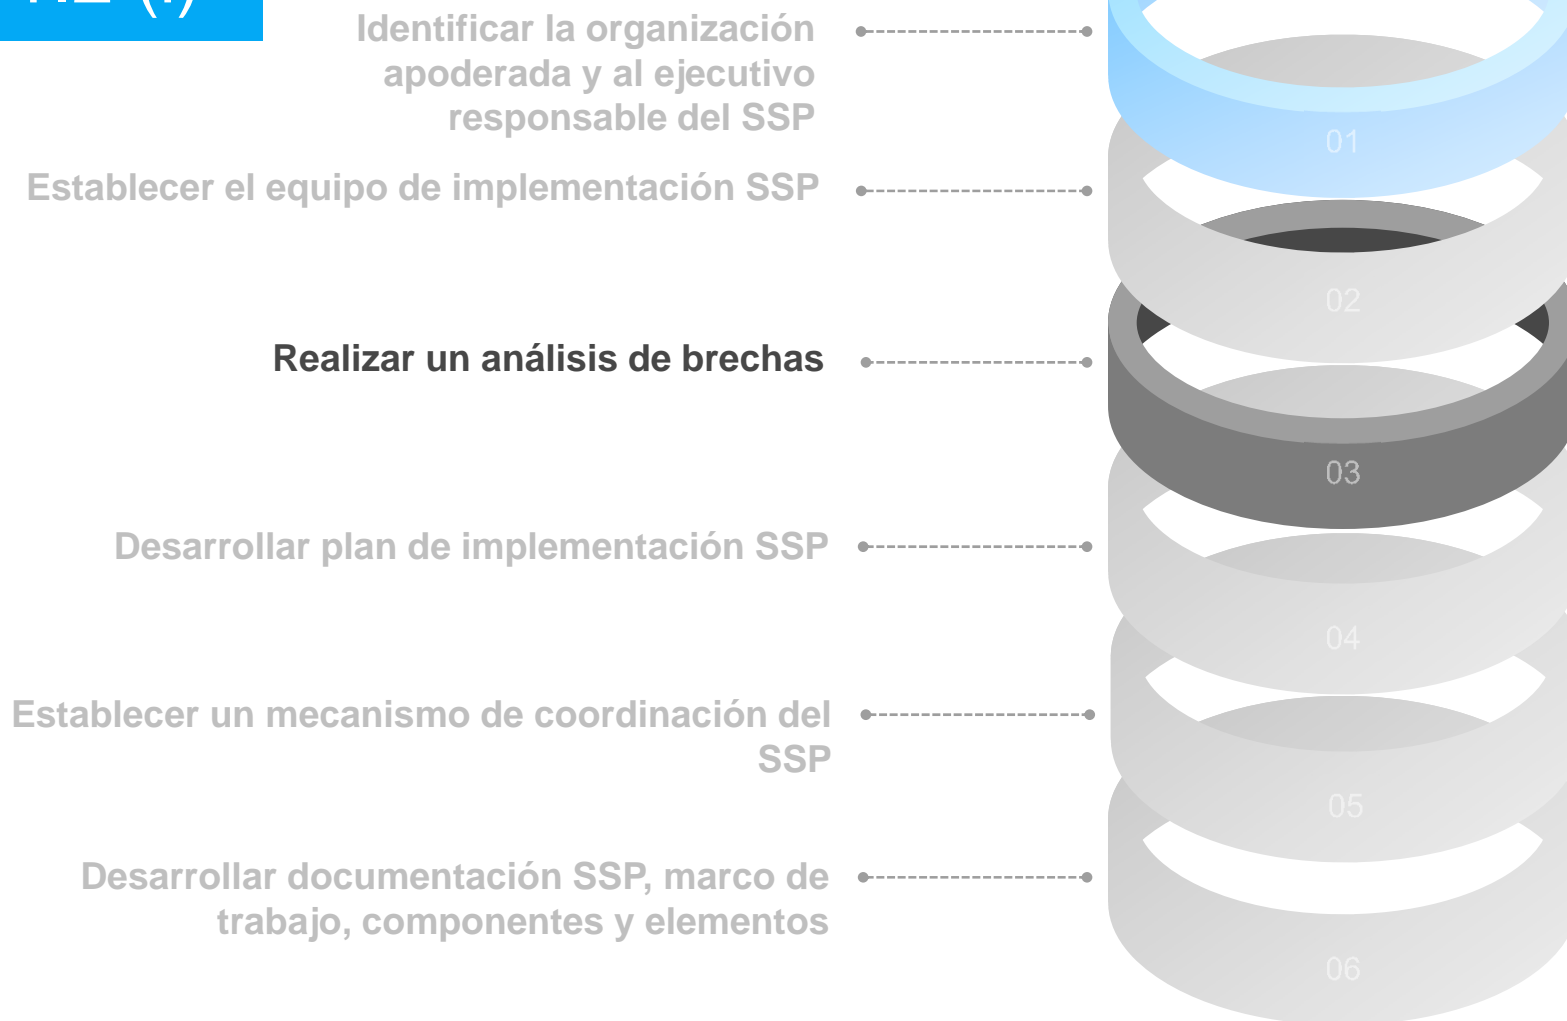 Identificar la organización
apoderada y al ejecutivo
responsable del SSP
01
Establecer el equipo de implementación SSP
02
Realizar un análisis de brechas
03
Desarrollar plan de implementación SSP
04
Establecer un mecanismo de coordinación del
SSP
05
Desarrollar documentación SSP, marco de
trabajo, componentes y elementos
06